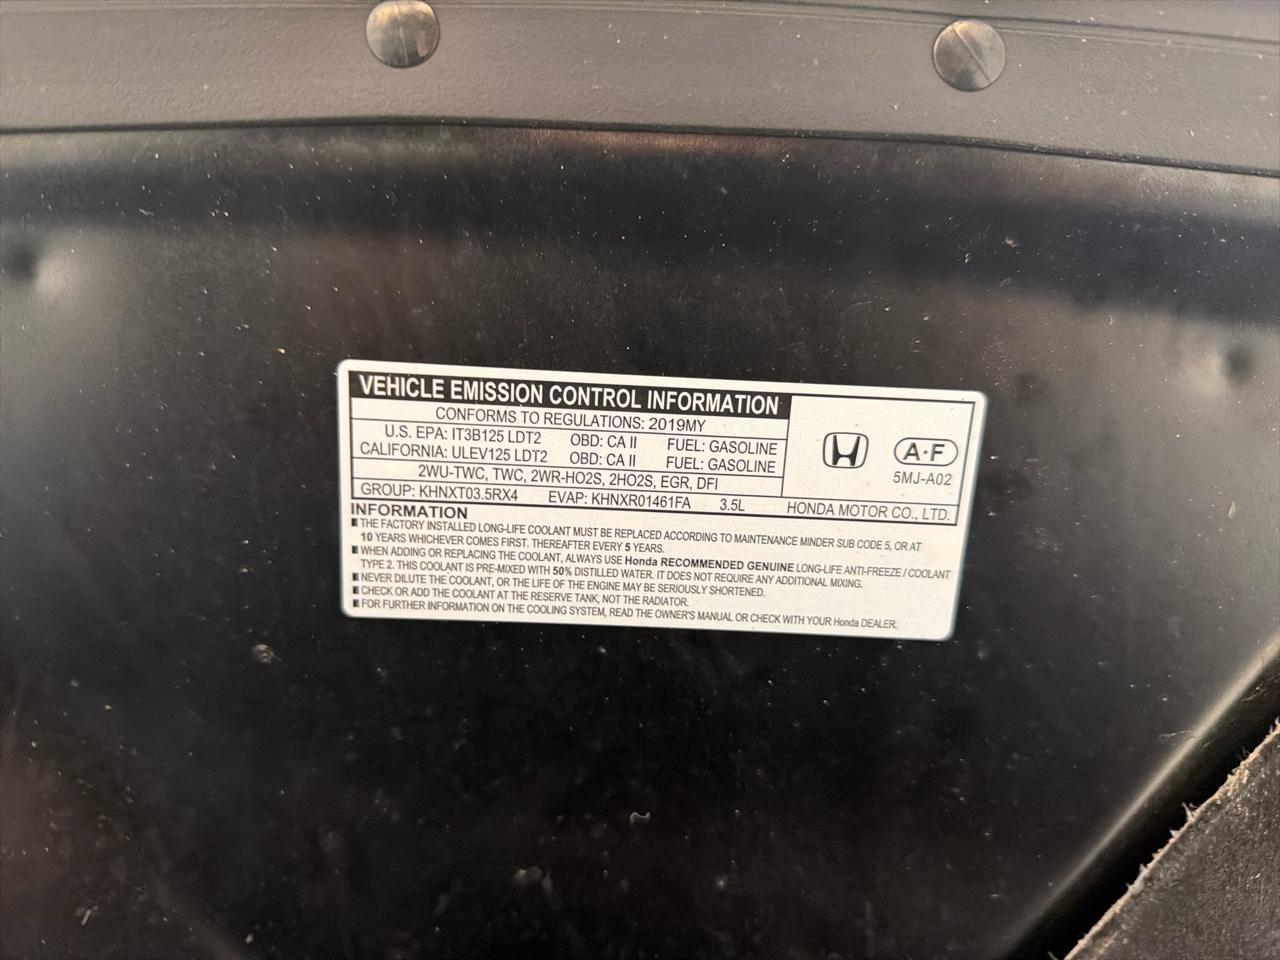 VEHICLE EMISSION CONTROL INFORMATION
CONFORMS TO REGULATIONS: 2019MY
U.S. EPA: IT3B125 LDT2 OBD: CA II FUEL: GASOLINE
CALIFORNIA: ULEV125 LDT2 OBD: CA II FUEL: GASOLINE
2WU-TWC, TWC, 2WR-HO2S, 2HO2S, EGR, DFI
GROUP: KHNXT03.5RX4 EVAP: KHNXR01461FA 3.5L
A·F
5MJ-A02
HONDA MOTOR CO., LTD.
INFORMATION
THE FACTORY INSTALLED LONG-LIFE COOLANT MUST BE REPLACED ACCORDING TO MAINTENANCE MINDER SUB CODE 5, OR AT
10 YEARS WHICHEVER COMES FIRST. THEREAFTER EVERY 5 YEARS.
WHEN ADDING OR REPLACING THE COOLANT, ALWAYS USE Honda RECOMMENDED GENUINE LONG-LIFE ANTI-FREEZE / COOLANT
TYPE 2. THIS COOLANT IS PRE-MIXED WITH 50% DISTILLED WATER. IT DOES NOT REQUIRE ANY ADDITIONAL MIXING.
NEVER DILUTE THE COOLANT, OR THE LIFE OF THE ENGINE MAY BE SERIOUSLY SHORTENED.
CHECK OR ADD THE COOLANT AT THE RESERVE TANK, NOT THE RADIATOR.
FOR FURTHER INFORMATION ON THE COOLING SYSTEM, READ THE OWNER'S MANUAL OR CHECK WITH YOUR Honda DEALER.